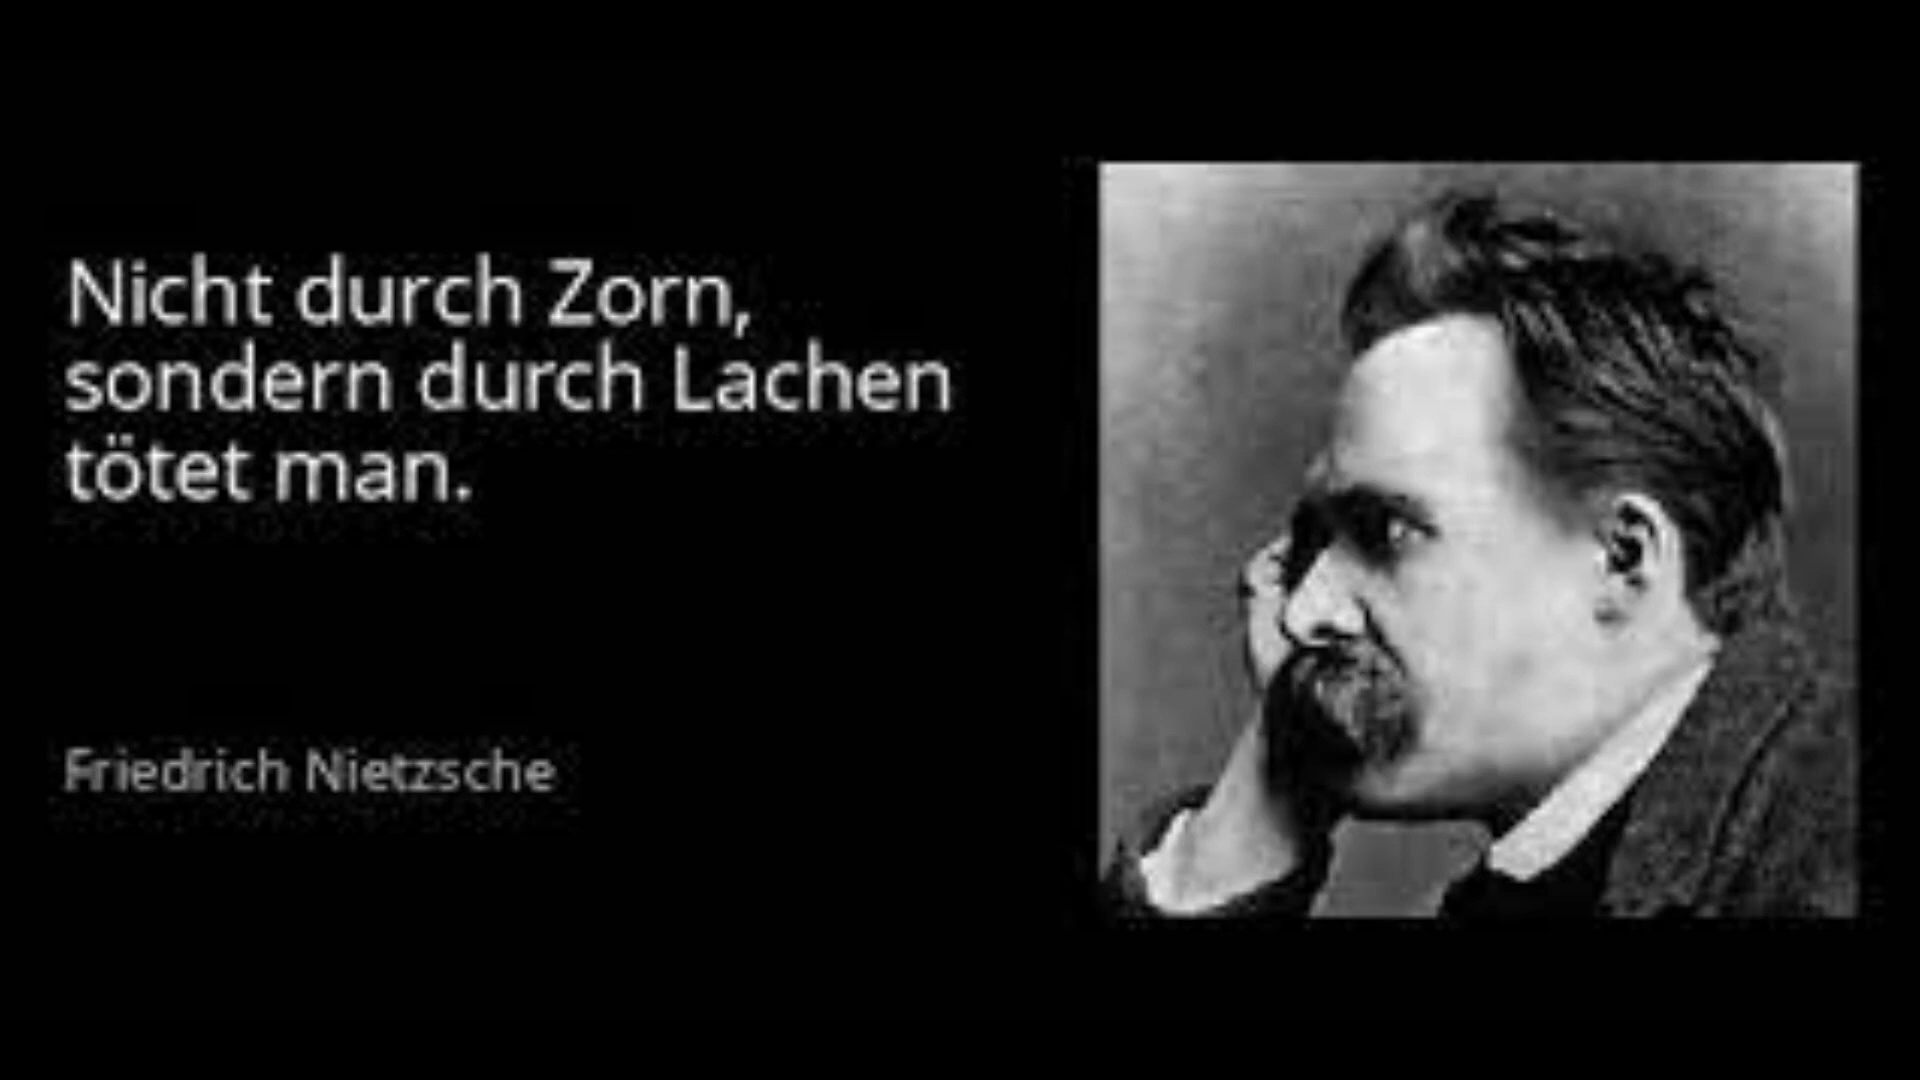 Nicht durch Zorn,
sondern durch Lachen
tötet man.
Friedrich Nietzsche